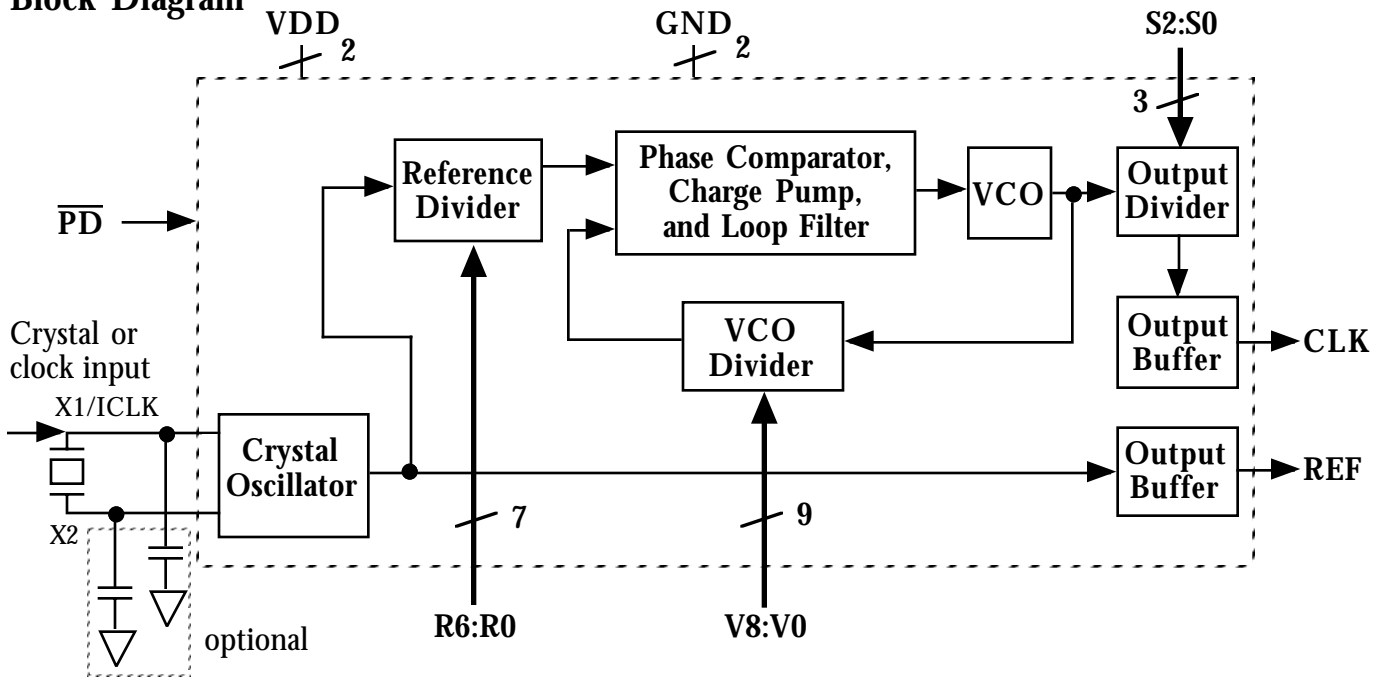 Block Diagram
VDD
2
GND
2
S2:S0
3
Reference
Divider
Phase Comparator,
Charge Pump,
and Loop Filter
VCO
Output
Divider
PD
VCO
Divider
Output
Buffer
CLK
Crystal or
clock input
X1/ICLK
Crystal
Oscillator
Output
Buffer
REF
X2
7
9
optional
R6:R0
V8:V0